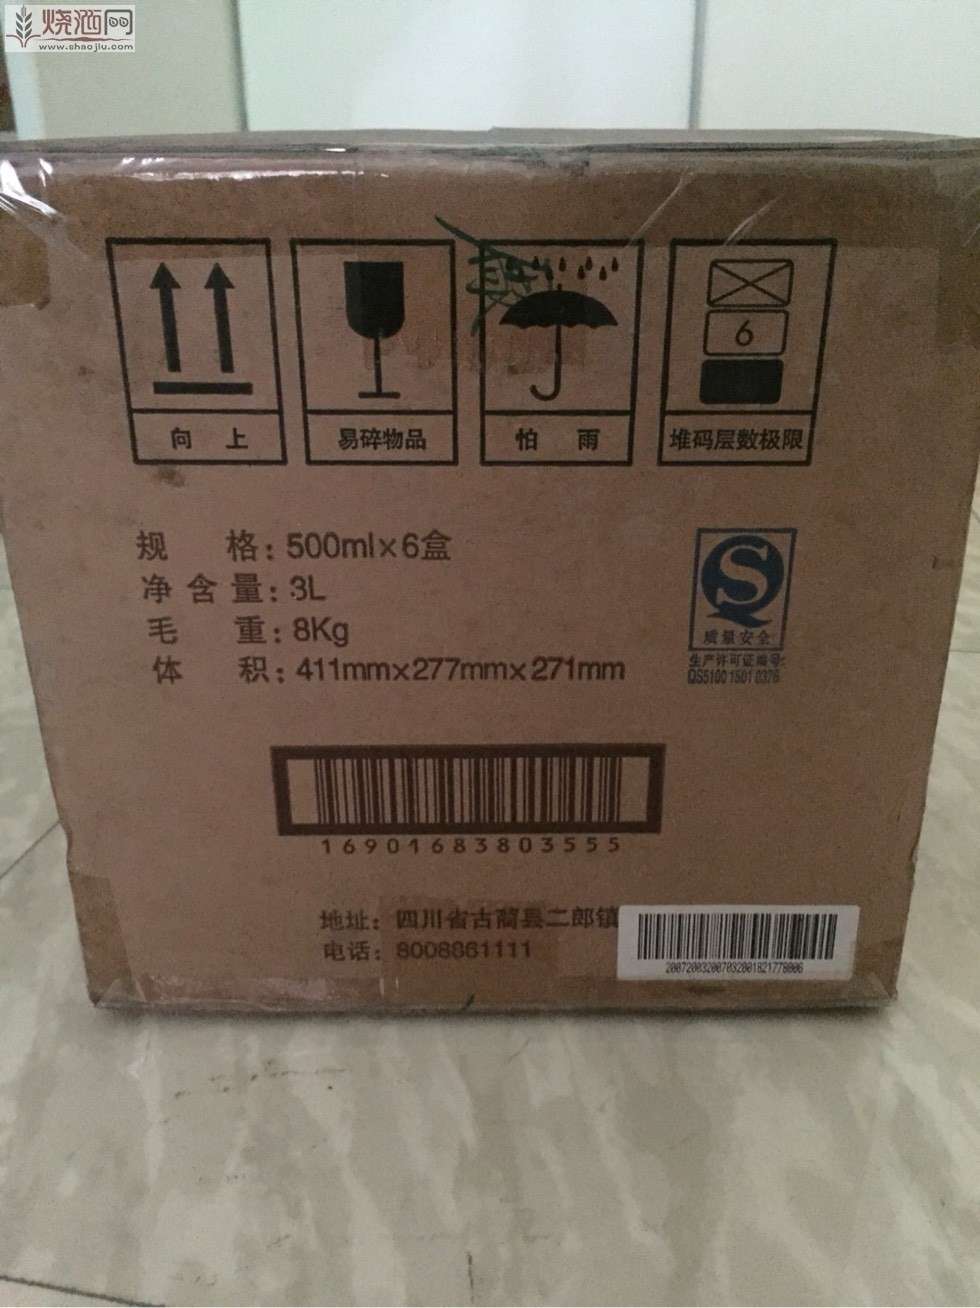 烧酒网
www.shaojiu.com
6
向 上
易碎物品
怕 雨
堆码层数极限
规 格: 500ml×6盒
净含量: 3L
毛 重: 8Kg
体 积: 411mm×277mm×271mm
质量安全
生产许可证编号:
QS5100 1501 0376
16901683803555
地址: 四川省古蔺县二郎镇
电话: 8008861111